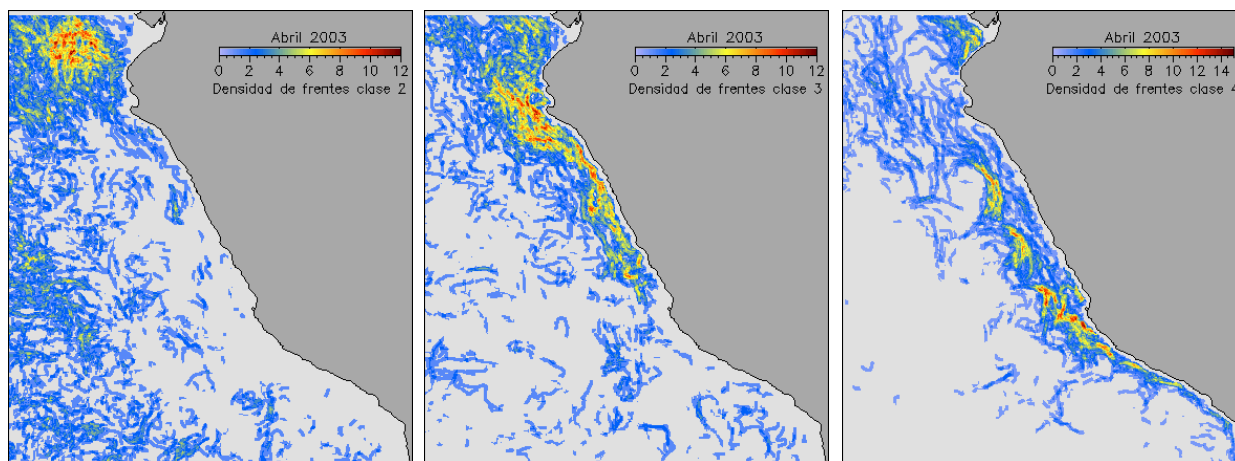 Abril 2003
0 2 4 6 8 10 12
Densidad de frentes clase 2
Abril 2003
0 2 4 6 8 10 12
Densidad de frentes clase 3
Abril 2003
0 2 4 6 8 10 12 14
Densidad de frentes clase 4